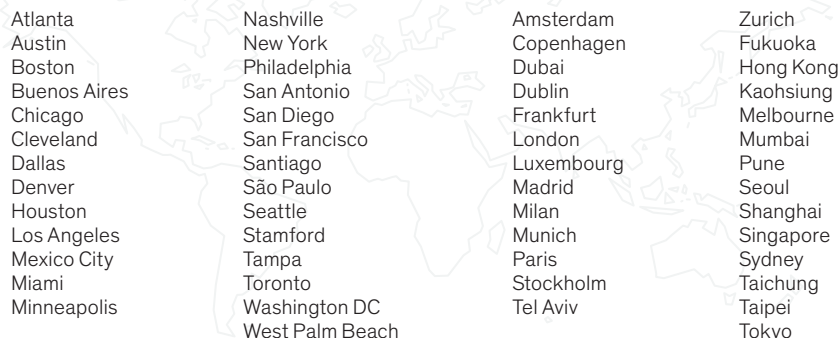 Atlanta
Austin
Boston
Buenos Aires
Chicago
Cleveland
Dallas
Denver
Houston
Los Angeles
Mexico City
Miami
Minneapolis
Nashville
New York
Philadelphia
San Antonio
San Diego
San Francisco
Santiago
São Paulo
Seattle
Stamford
Tampa
Toronto
Washington DC
West Palm Beach
Amsterdam
Copenhagen
Dubai
Dublin
Frankfurt
London
Luxembourg
Madrid
Milan
Munich
Paris
Stockholm
Tel Aviv
Zurich
Fukuoka
Hong Kong
Kaohsiung
Melbourne
Mumbai
Pune
Seoul
Shanghai
Singapore
Sydney
Taichung
Taipei
Tokyo